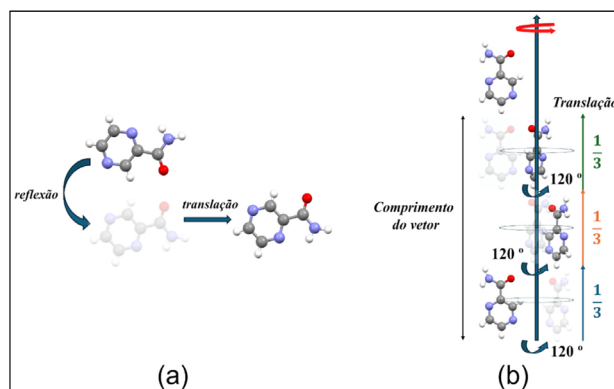 reflexão
translação
(a)
Translação
Comprimento
do vetor
120 °
1
3
120 °
1
3
120 °
1
3
(b)